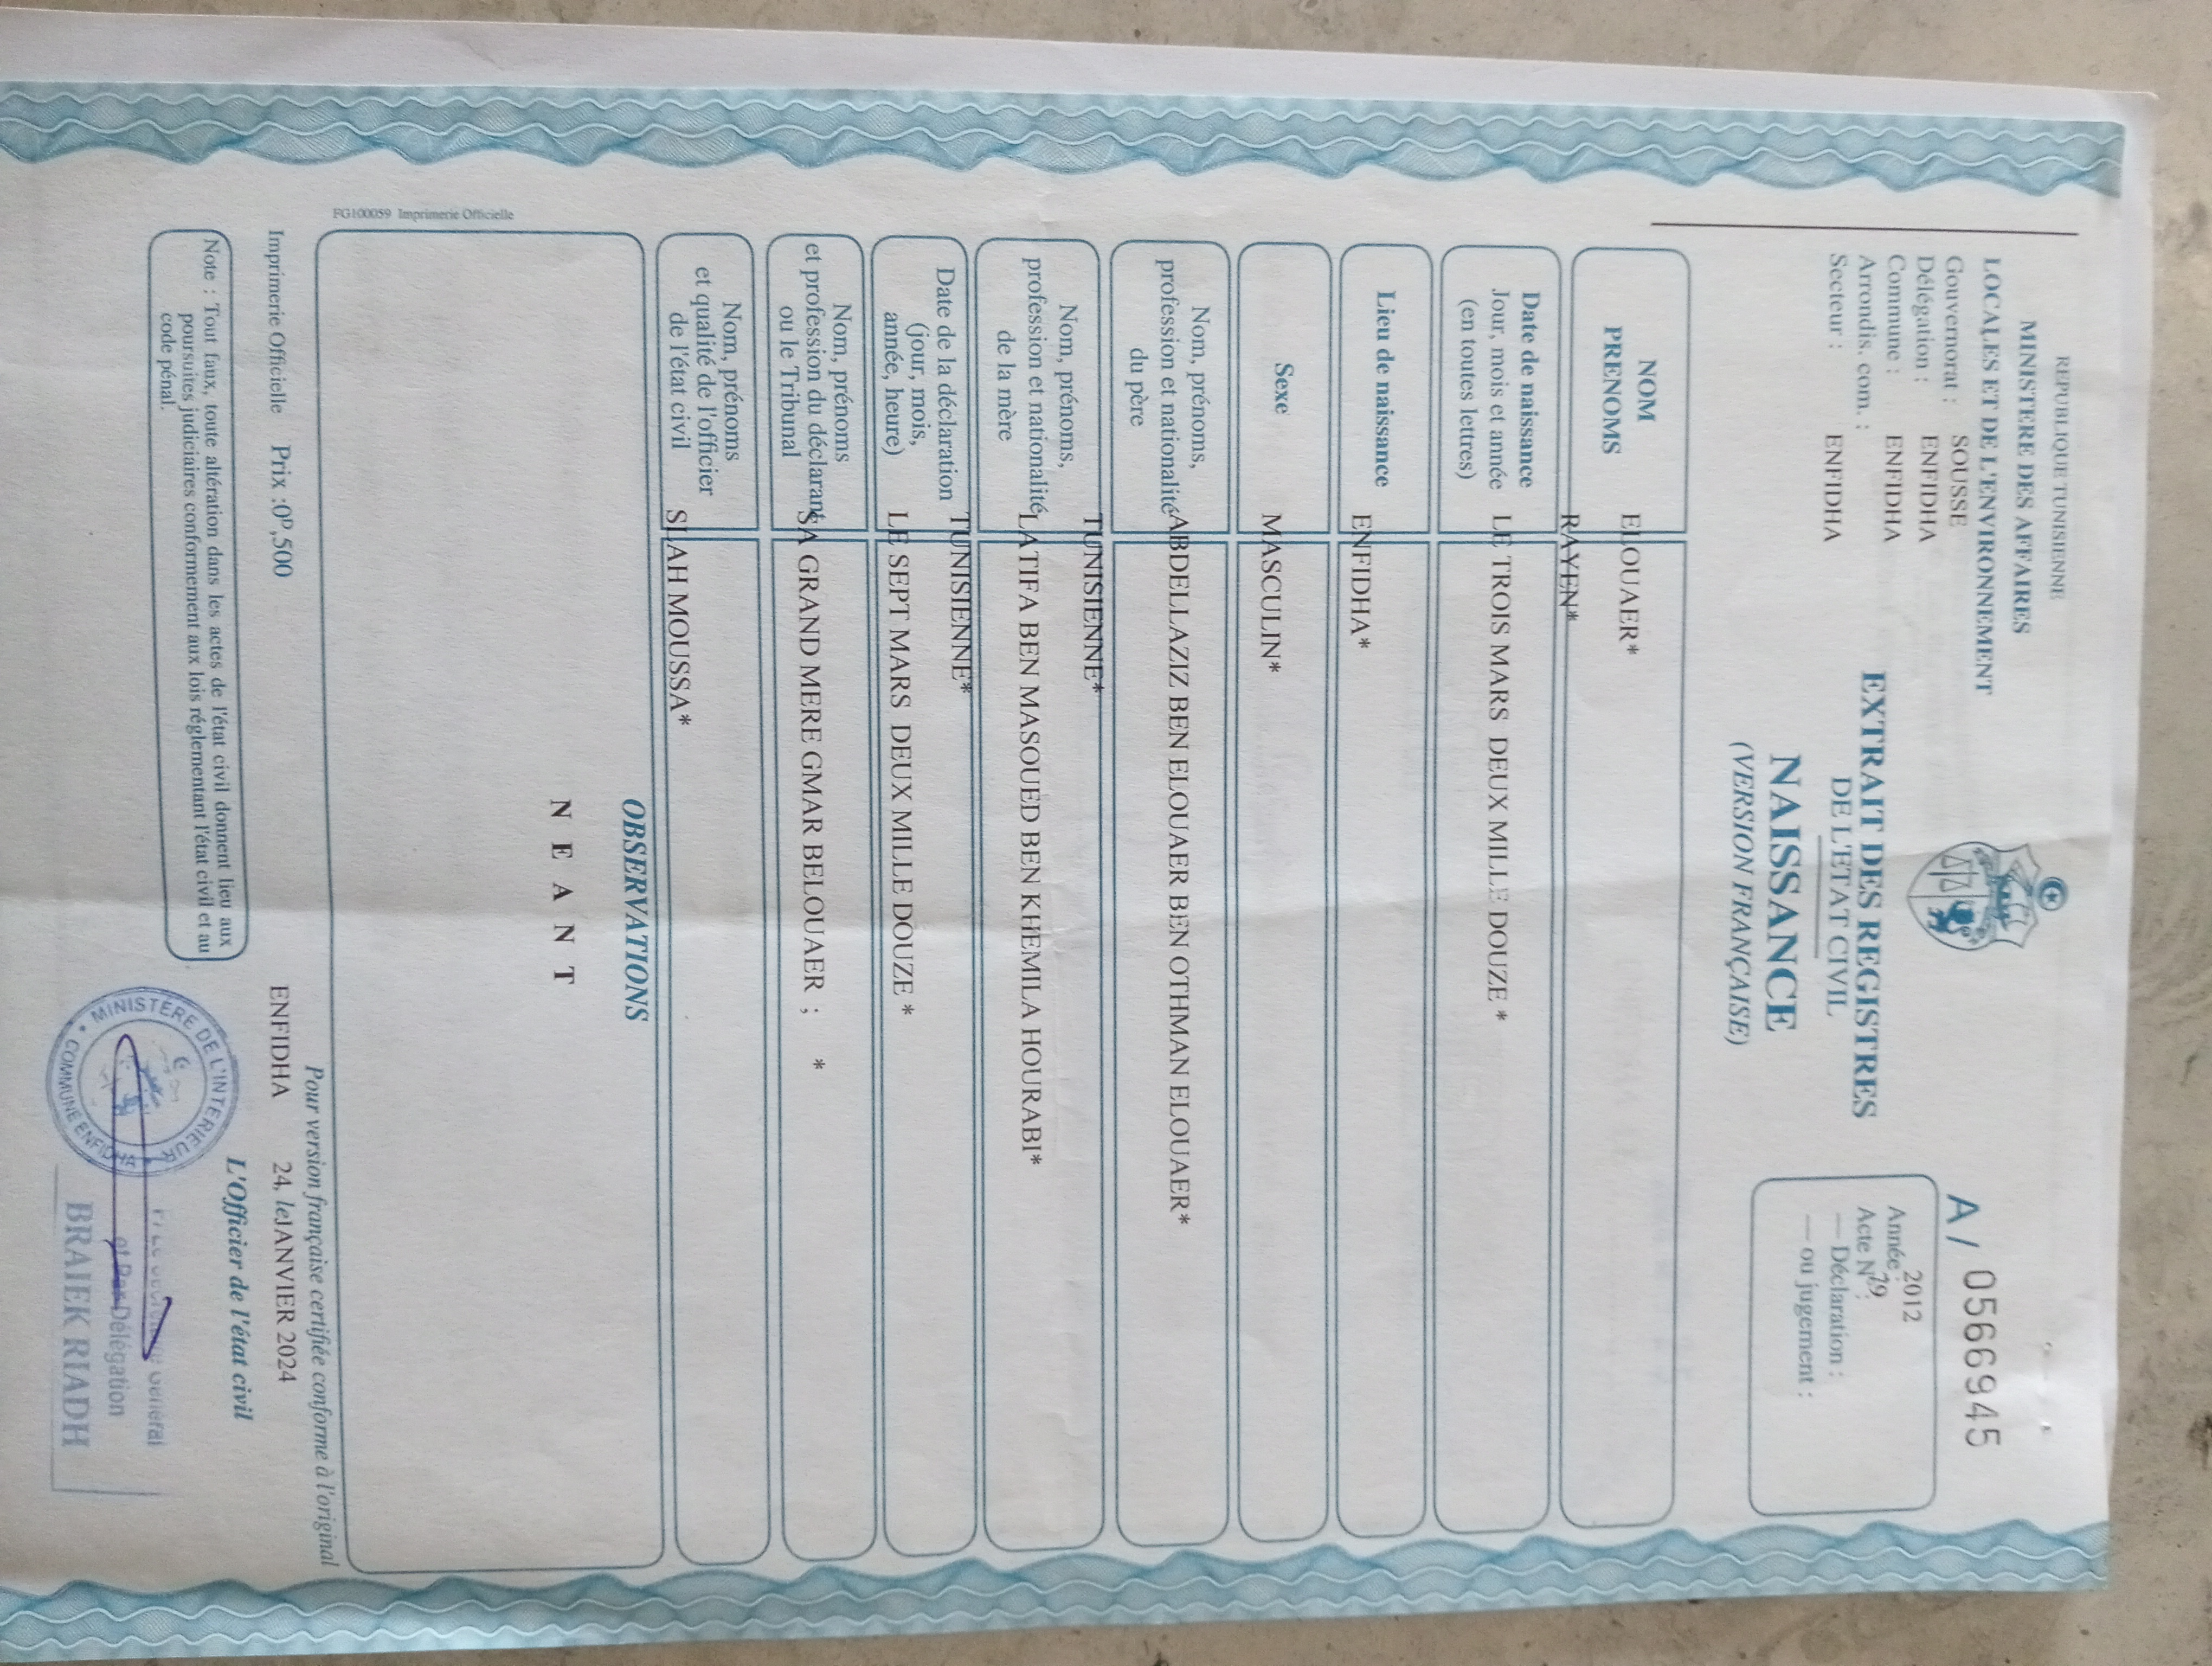 REPUBLIQUE TUNISIENNE
MINISTERE DES AFFAIRES
LOCALES ET DE L'ENVIRONNEMENT
Gouvernorat : SOUSSE
Délégation : ENFIDHA
Commune : ENFIDHA
Arrondis. com. :
Secteur : ENFIDHA
EXTRAIT DES REGISTRES
DE L'ETAT CIVIL
NAISSANCE
(VERSION FRANÇAISE)
A/ 05669945
Année : 2012
Acte N° : 79
— Déclaration :
— ou jugement :
NOM ELOUAER*
PRENOMS RAYEN*
Date de naissance
Jour, mois et année LE TROIS MARS DEUX MILLE DOUZE *
(en toutes lettres)
Lieu de naissance ENFIDHA*
Sexe MASCULIN*
Nom, prénoms,
profession et nationalité ABDELLAZIZ BEN ELOUAER BEN OTHMAN ELOUAER*
du père
TUNISIENNE*
Nom, prénoms,
profession et nationalité LATIFA BEN MASOUED BEN KHEMILA HOURABI*
de la mère
TUNISIENNE*
Date de la déclaration
(jour, mois,
année, heure) LE SEPT MARS DEUX MILLE DOUZE *
Nom, prénoms
et profession du déclarant SA GRAND MERE GMAR BELOUAER ; *
ou le Tribunal
Nom, prénoms
et qualité de l'officier
de l'état civil SLAH MOUSSA*
OBSERVATIONS
N E A N T
FG100059 Imprimerie Officielle
Pour version française certifiée conforme à l'original
Imprimerie Officielle Prix :0ᴰ,500
ENFIDHA 24, le JANVIER 2024
L'Officier de l'état civil
Note : Tout faux, toute altération dans les actes de l'état civil donnent lieu aux
poursuites judiciaires conformement aux lois réglementant l'état civil et au
code pénal.
MINISTÈRE DE L'INTÉRIEUR
COMMUNE ENFIDHA
Général
et Par Délégation
BRAIEK RIADH